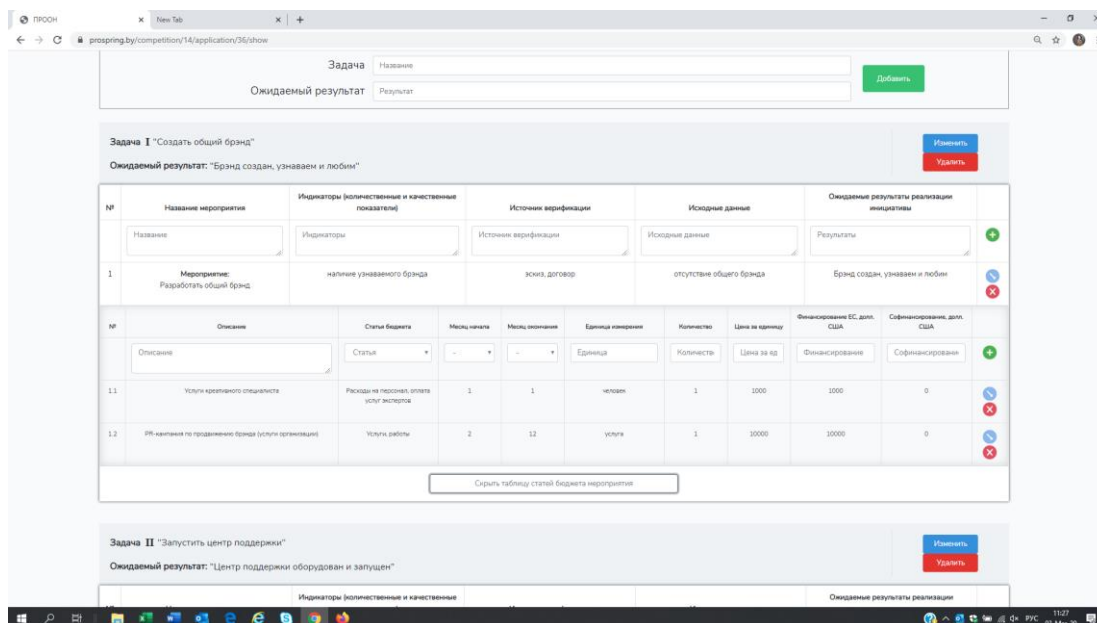 ПРООН
New Tab
prospring.by/competition/14/application/36/show
Задача
Название
Добавить
Ожидаемый результат
Результат
Задача I "Создать общий брэнд"
Изменить
Ожидаемый результат: "Брэнд создан, узнаваем и любим"
Удалить
№ Название мероприятия Индикаторы (количественные и качественные показатели) Источник верификации Исходные данные Ожидаемые результаты реализации инициативы
Название Индикаторы Источник верификации Исходные данные Результаты
1 Мероприятие: наличие узнаваемого брэнда эскиз, договор отсутствие общего брэнда Брэнд создан, узнаваем и любим
Разработать общий брэнд
№ Описание Статья бюджета Месяц начала Месяц окончания Единица измерения Количество Цена за единицу Финансирование ЕС, долл. США Софинансирование, долл. США
Описание Статья - - Единица Количеств Цена за ед Финансирование Софинансировани
1.1 Услуги креативного специалиста Расходы на персонал, оплата услуг экспертов 1 1 человек 1 1000 1000 0
1.2 PR-кампания по продвижению брэнда (услуги организации) Услуги, работы 2 12 услуга 1 10000 10000 0
Скрыть таблицу статей бюджета мероприятия
Задача II "Запустить центр поддержки"
Изменить
Ожидаемый результат: "Центр поддержки оборудован и запущен"
Удалить
Индикаторы (количественные и качественные Ожидаемые результаты реализации
РУС 11:27